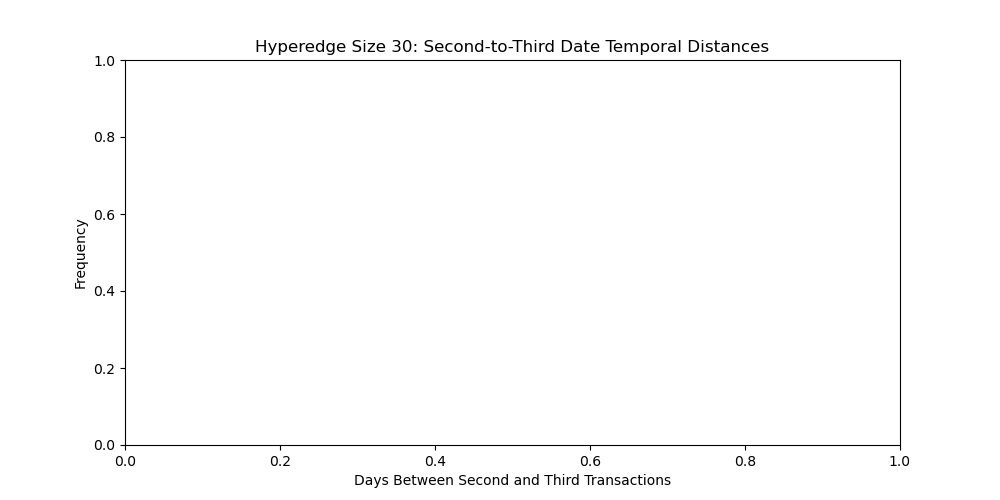 Hyperedge Size 30: Second-to-Third Date Temporal Distances
1.0
0.8
0.6
0.4
0.2
0.0
Frequency
0.0 0.2 0.4 0.6 0.8 1.0
Days Between Second and Third Transactions